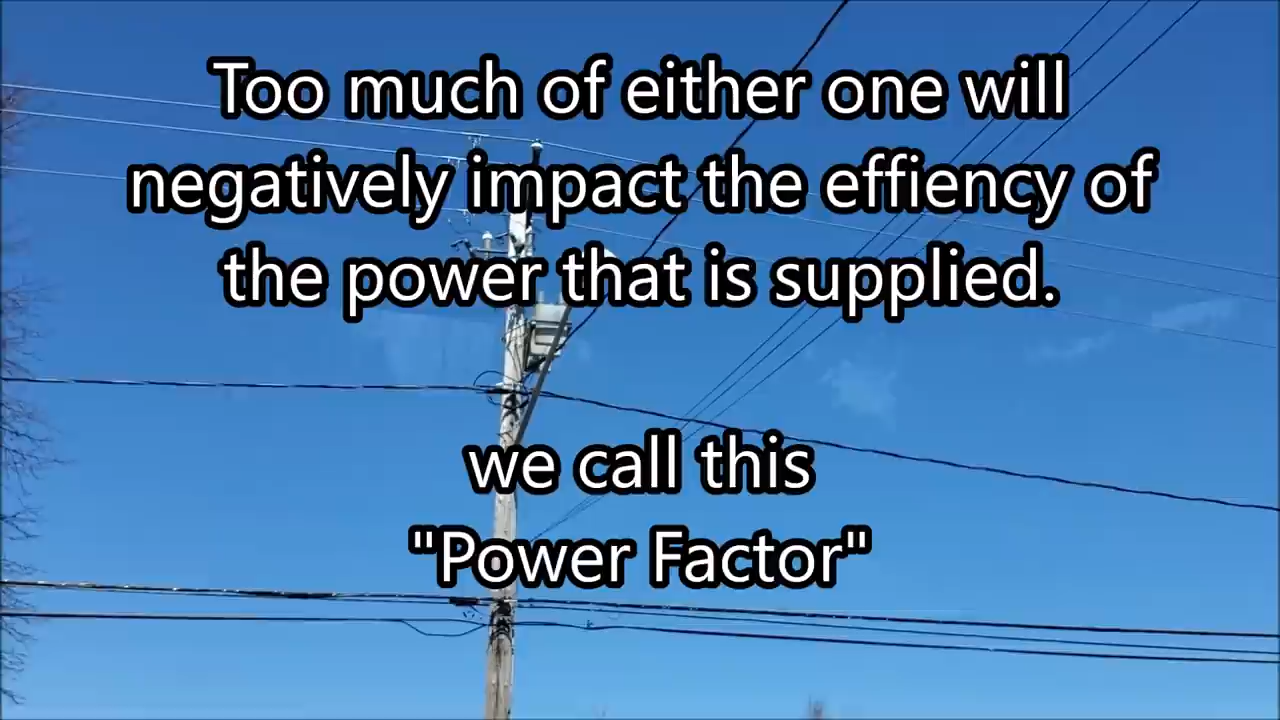 Too much of either one will
negatively impact the effiency of
the power that is supplied.
we call this
"Power Factor"